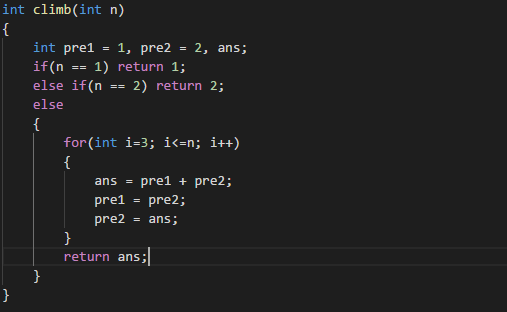 int climb(int n)
{
    int pre1 = 1, pre2 = 2, ans;
    if(n == 1) return 1;
    else if(n == 2) return 2;
    else
    {
        for(int i=3; i<=n; i++)
        {
            ans = pre1 + pre2;
            pre1 = pre2;
            pre2 = ans;
        }
        return ans;
    }
}